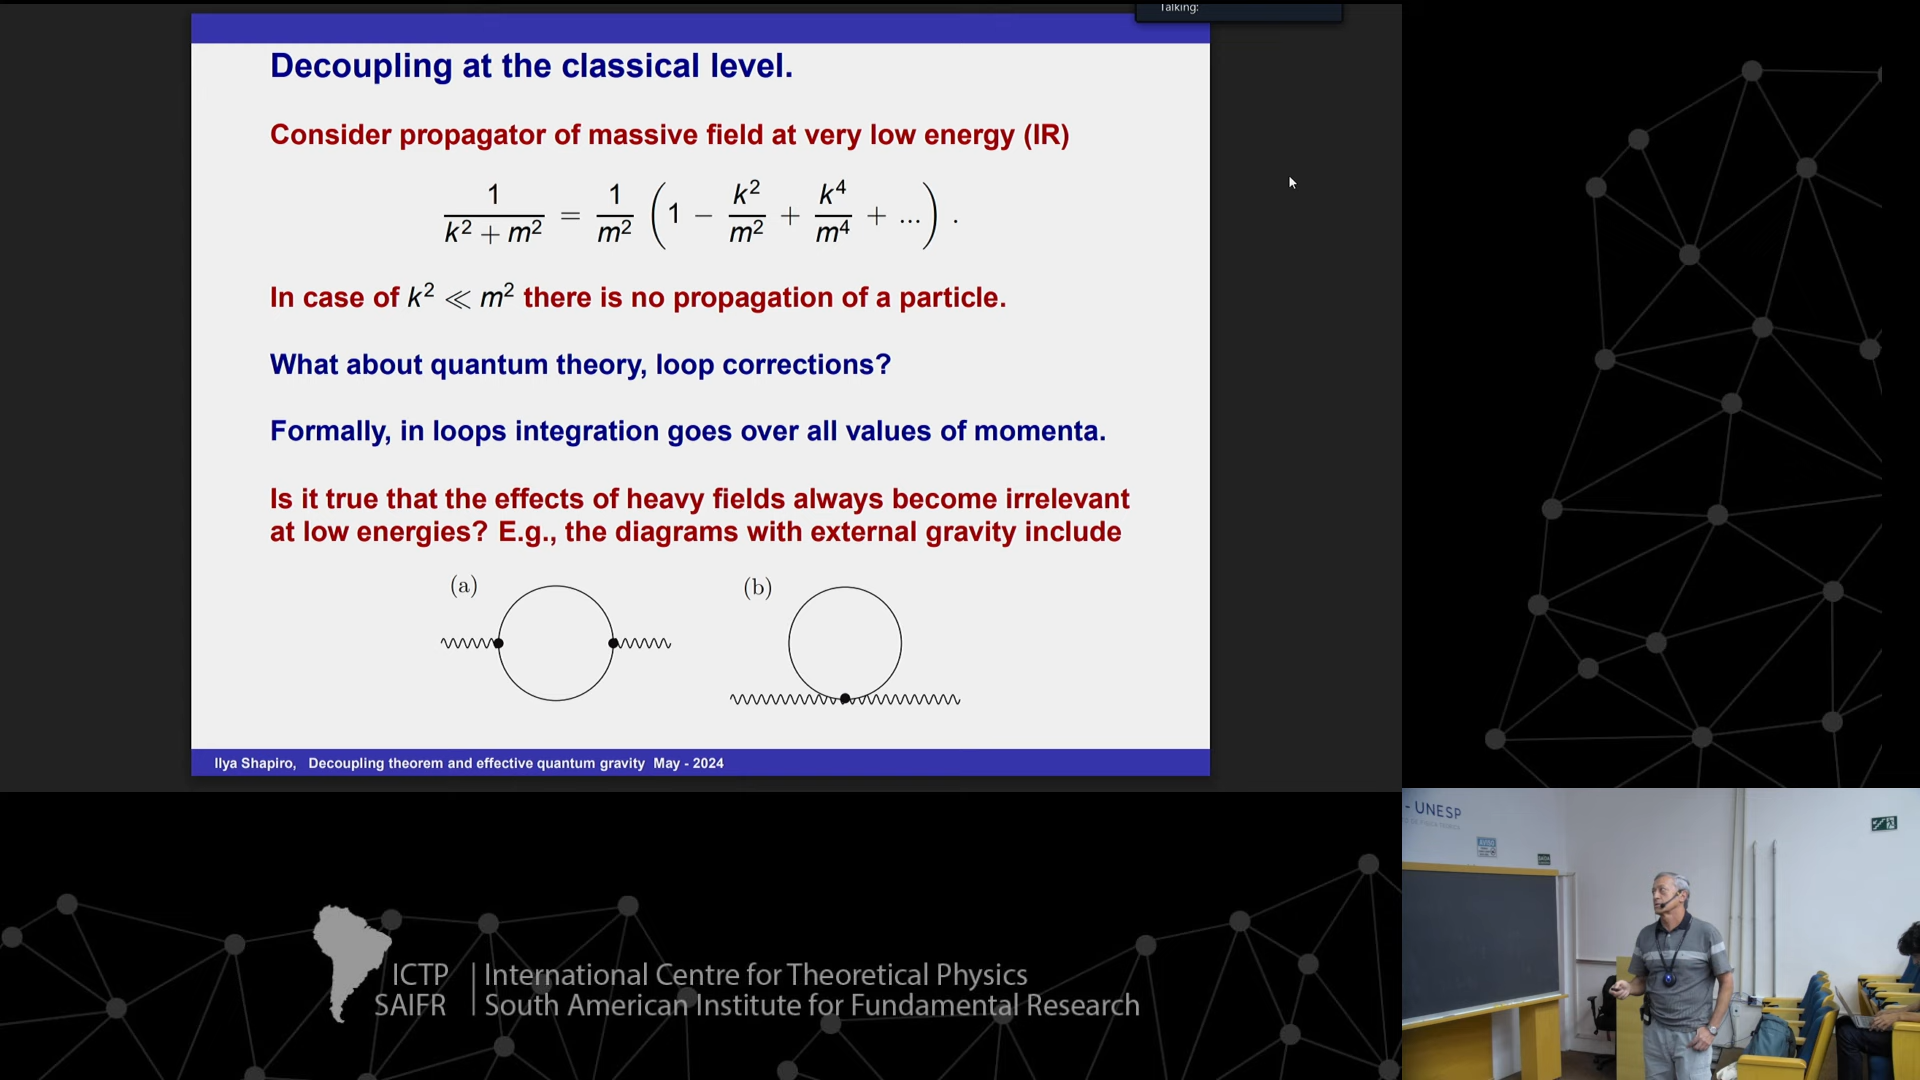 Talking:
Decoupling at the classical level.
Consider propagator of massive field at very low energy (IR)
1/(k² + m²) = 1/m² (1 − k²/m² + k⁴/m⁴ + ...) .
In case of k² ≪ m² there is no propagation of a particle.
What about quantum theory, loop corrections?
Formally, in loops integration goes over all values of momenta.
Is it true that the effects of heavy fields always become irrelevant
at low energies? E.g., the diagrams with external gravity include
(a) (b)
Ilya Shapiro, Decoupling theorem and effective quantum gravity May - 2024
- UNESP
ICTP | International Centre for Theoretical Physics
SAIFR | South American Institute for Fundamental Research